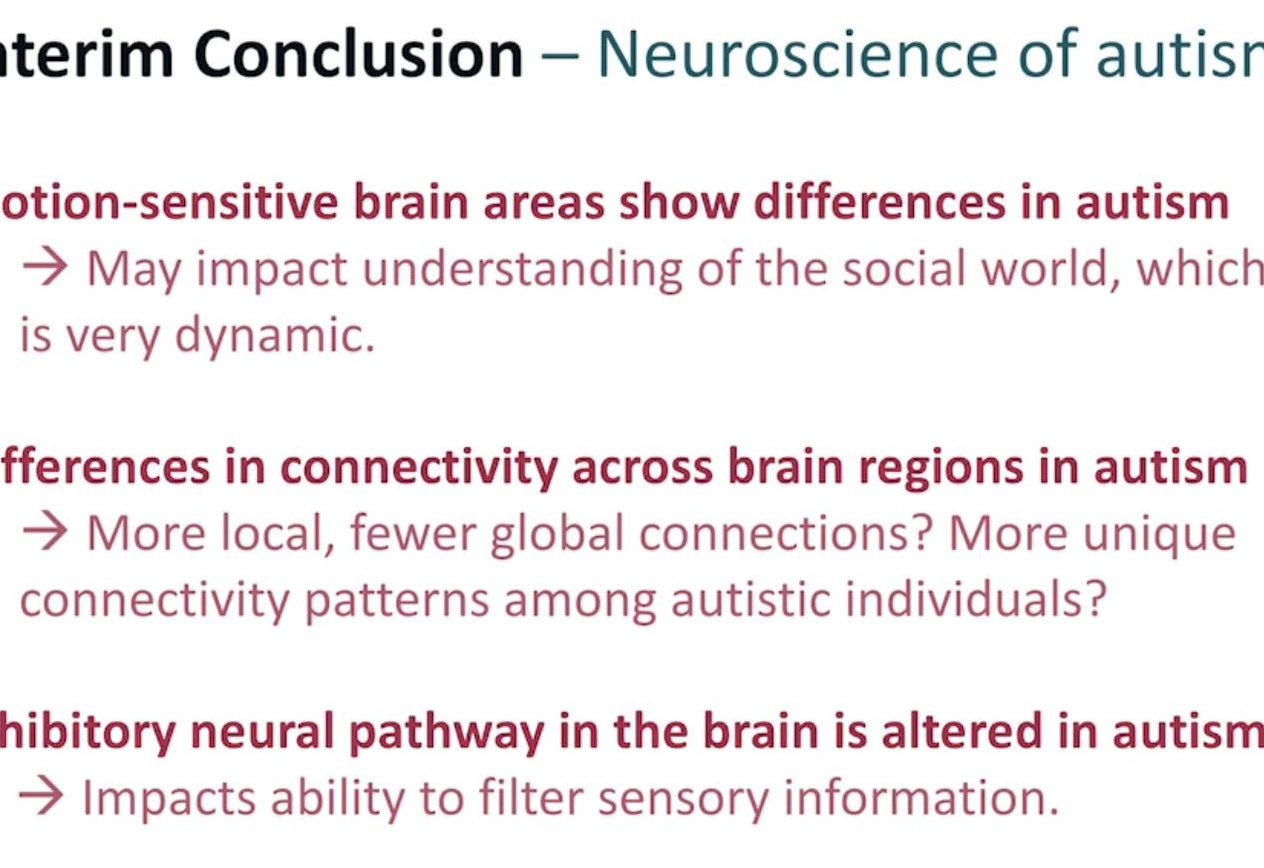 nterim Conclusion – Neuroscience of autism
otion-sensitive brain areas show differences in autism
→ May impact understanding of the social world, which
is very dynamic.
fferences in connectivity across brain regions in autism
→ More local, fewer global connections? More unique
connectivity patterns among autistic individuals?
hibitory neural pathway in the brain is altered in autism
→ Impacts ability to filter sensory information.